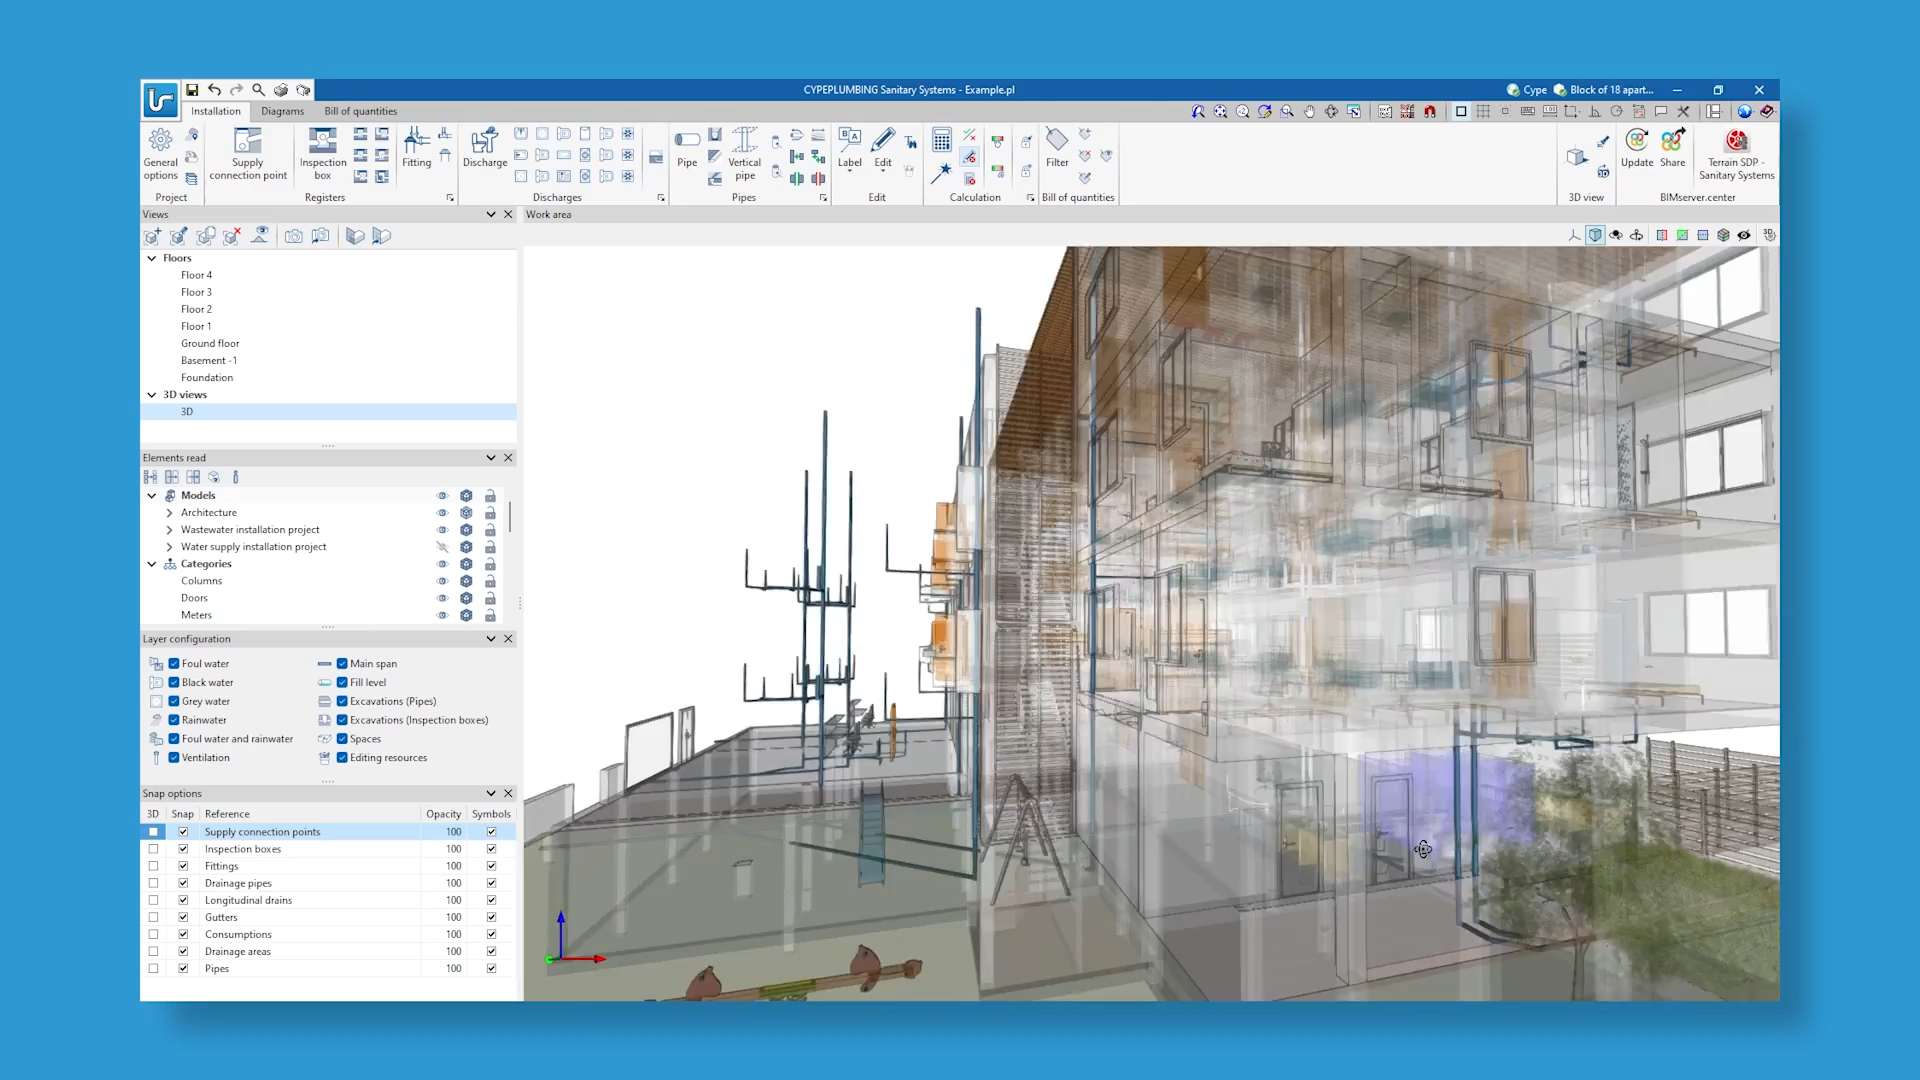 CYPEPLUMBING Sanitary Systems - Example.pl
Cype
Block of 18 apart...
Installation
Diagrams
Bill of quantities
General options
Supply connection point
Inspection box
Fitting
Discharge
Pipe
Vertical pipe
Label
Edit
Filter
Update
Share
Terrain SDP - Sanitary Systems
Project
Registers
Discharges
Pipes
Edit
Calculation
Bill of quantities
3D view
BIMserver.center
Views
Work area
Floors
Floor 4
Floor 3
Floor 2
Floor 1
Ground floor
Basement -1
Foundation
3D views
3D
Elements read
Models
Architecture
Wastewater installation project
Water supply installation project
Categories
Columns
Doors
Meters
Layer configuration
Foul water
Main span
Black water
Fill level
Grey water
Excavations (Pipes)
Rainwater
Excavations (Inspection boxes)
Foul water and rainwater
Spaces
Ventilation
Editing resources
Snap options
3D Snap Reference Opacity Symbols
Supply connection points 100
Inspection boxes 100
Fittings 100
Drainage pipes 100
Longitudinal drains 100
Gutters 100
Consumptions 100
Drainage areas 100
Pipes 100